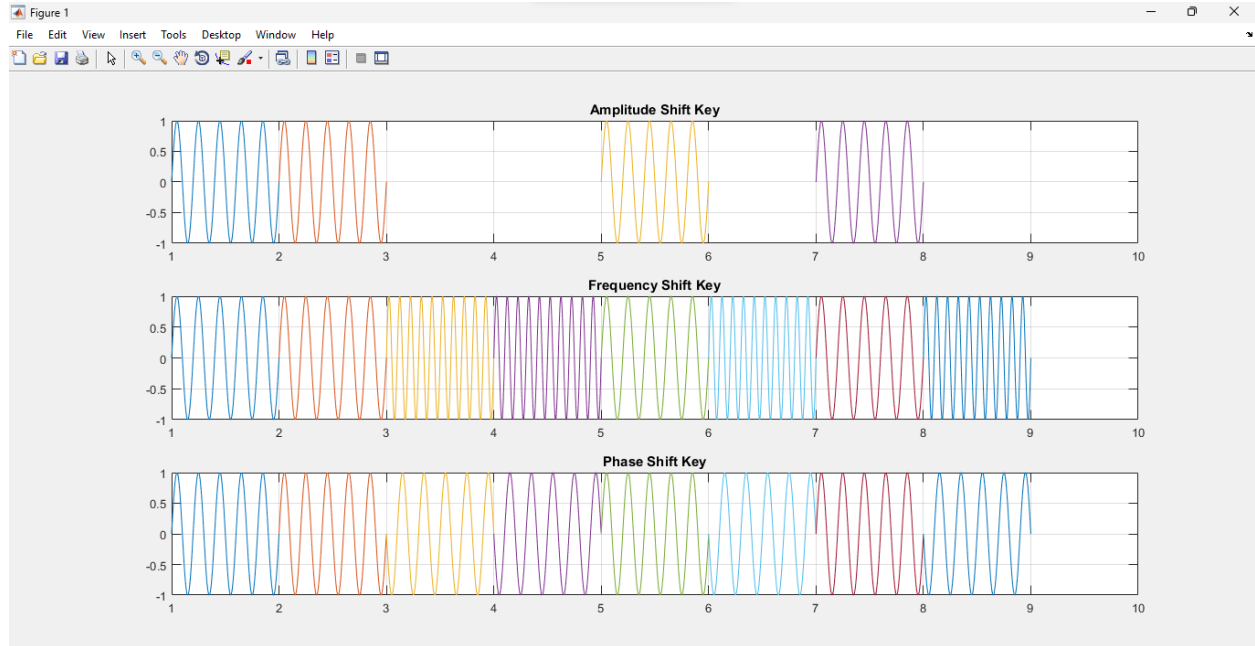 Figure 1
File Edit View Insert Tools Desktop Window Help
Amplitude Shift Key
1
0.5
0
-0.5
-1
1 2 3 4 5 6 7 8 9 10
Frequency Shift Key
1
0.5
0
-0.5
-1
1 2 3 4 5 6 7 8 9 10
Phase Shift Key
1
0.5
0
-0.5
-1
1 2 3 4 5 6 7 8 9 10